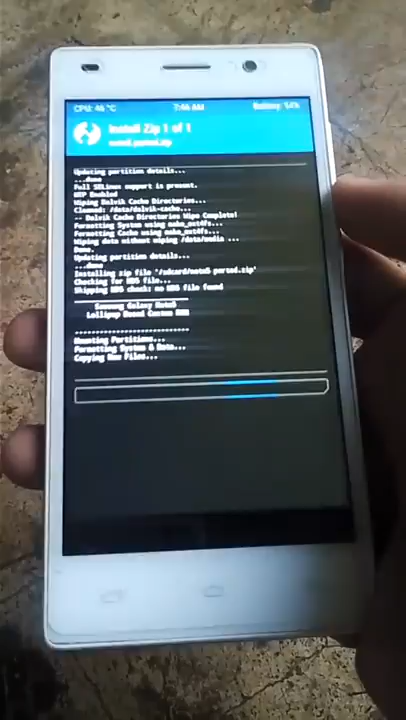 CPU: 46 °C 7:46 AM Battery: 54%
Install Zip 1 of 1
note5 ported.zip
Updating partition details...
...done
Full SELinux support is present.
MTP Enabled
Wiping Dalvik Cache Directories...
Cleaned: /data/dalvik-cache...
-- Dalvik Cache Directories Wipe Complete!
Formatting System using make_ext4fs...
Formatting Cache using make_ext4fs...
Wiping data without wiping /data/media ...
Done.
Updating partition details...
...done
Installing zip file '/sdcard/note5 ported.zip'
Checking for MD5 file...
Skipping MD5 check: no MD5 file found
Samsung Galaxy Note5
Lollipop Based Custom ROM
Mounting Partitions...
Formatting System & Data...
Copying New Files...